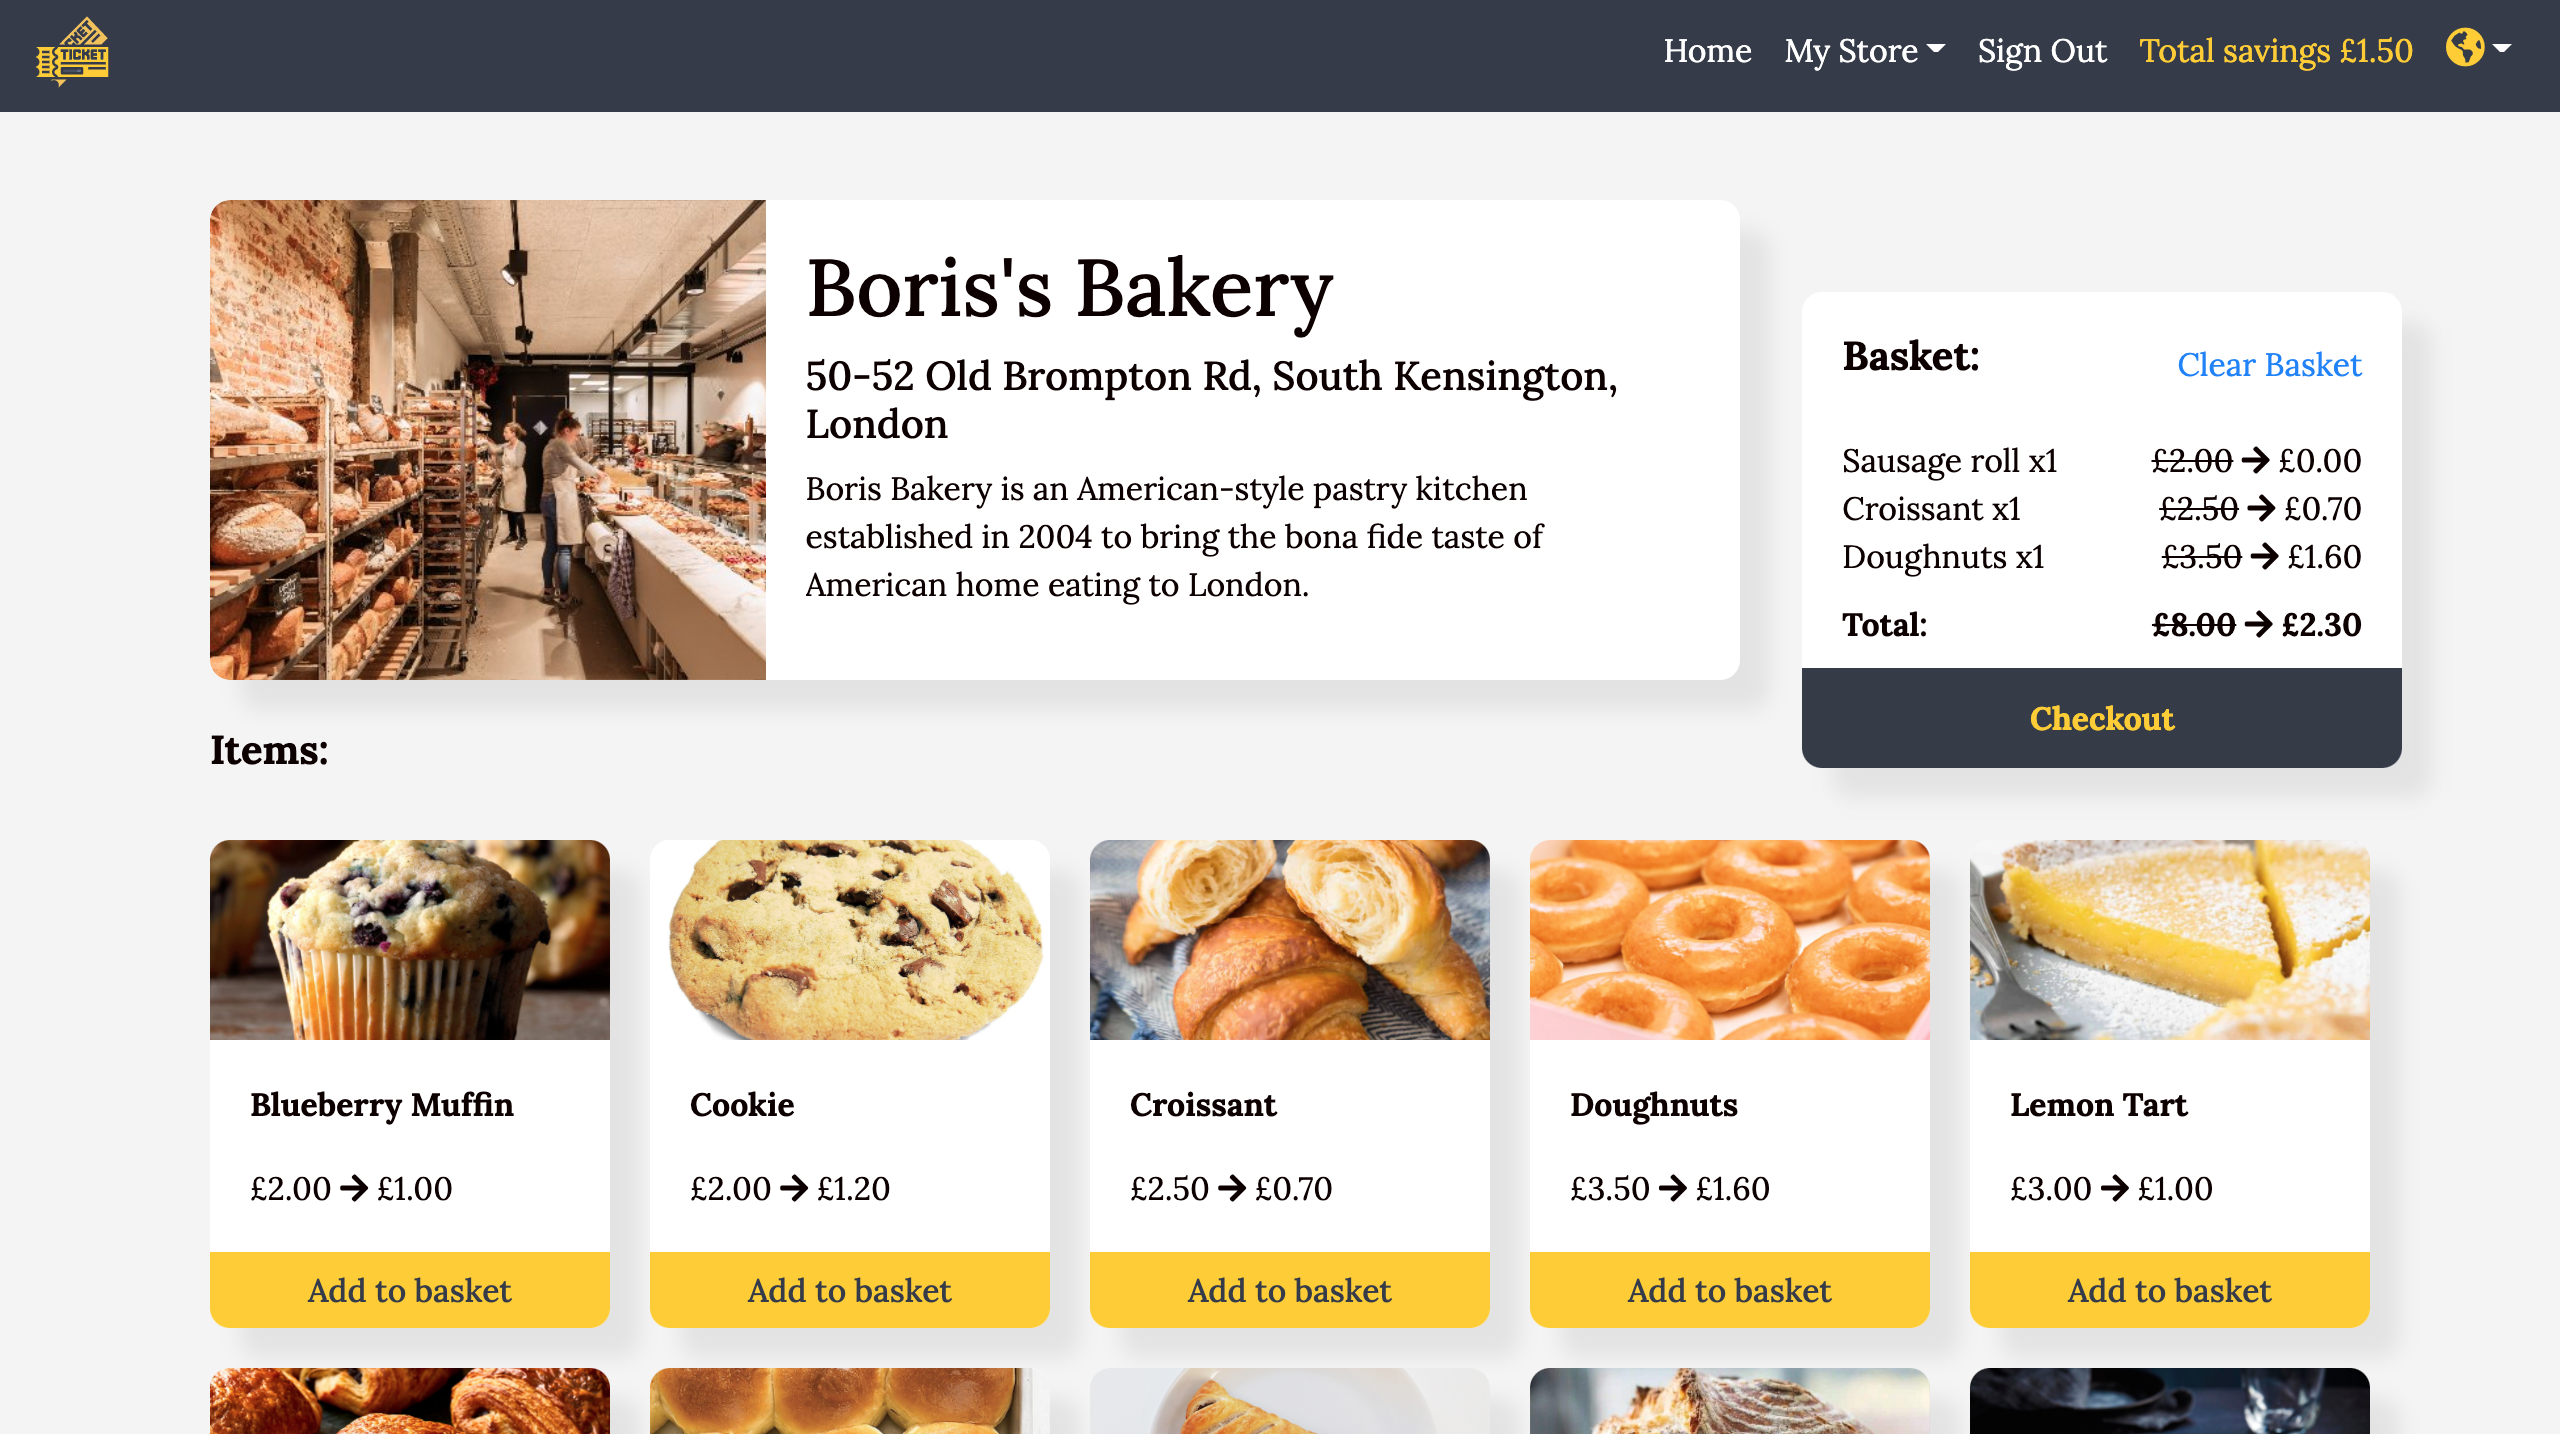 TICKET
Home My Store Sign Out Total savings £1.50
Boris's Bakery
50-52 Old Brompton Rd, South Kensington,
London
Boris Bakery is an American-style pastry kitchen
established in 2004 to bring the bona fide taste of
American home eating to London.
Basket: Clear Basket
Sausage roll x1 £2.00 → £0.00
Croissant x1 £2.50 → £0.70
Doughnuts x1 £3.50 → £1.60
Total: £8.00 → £2.30
Checkout
Items:
Blueberry Muffin
£2.00 → £1.00
Add to basket
Cookie
£2.00 → £1.20
Add to basket
Croissant
£2.50 → £0.70
Add to basket
Doughnuts
£3.50 → £1.60
Add to basket
Lemon Tart
£3.00 → £1.00
Add to basket